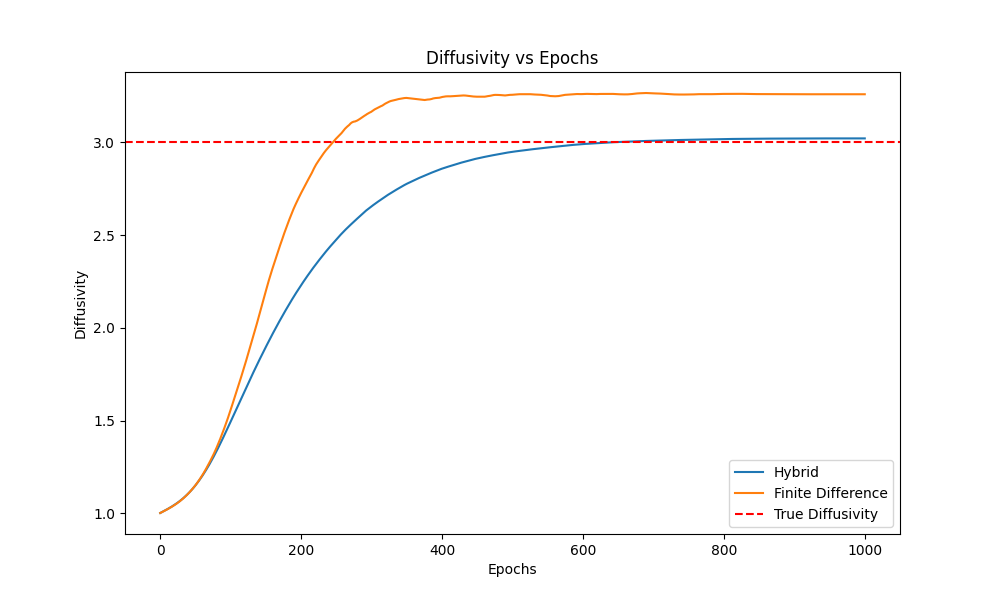 Diffusivity vs Epochs
Diffusivity
3.0
2.5
2.0
1.5
1.0
0
200
400
600
800
1000
Epochs
Hybrid
Finite Difference
True Diffusivity